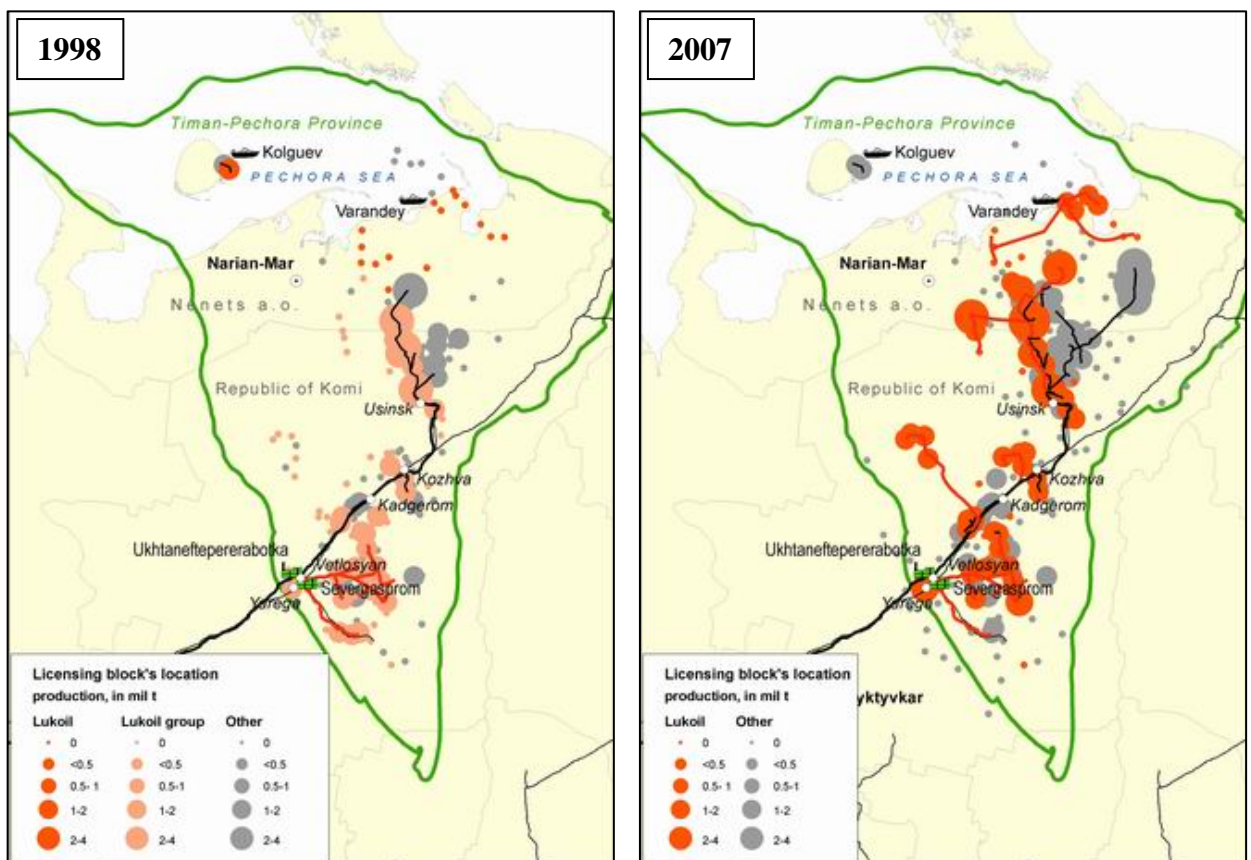 1998
Timan-Pechora Province
Kolguev
PECHORA SEA
Varandey
Narian-Mar
Nenets a.o.
Republic of Komi
Usinsk
Kozhva
Kadgerom
Ukhtaneftepererabotka
Vetlosyan
Severgasprom
Yarega
Licensing block's location
production, in mil t
Lukoil Lukoil group Other
0 0 0
<0.5 <0.5 <0.5
0.5-1 0.5-1 0.5-1
1-2 1-2 1-2
2-4 2-4 2-4
2007
Timan-Pechora Province
Kolguev
PECHORA SEA
Varandey
Narian-Mar
Nenets a.o.
Republic of Komi
Usinsk
Kozhva
Kadgerom
Ukhtaneftepererabotka
Vetlosyan
Severgasprom
Yarega
yktyvkar
Licensing block's location
production, in mil t
Lukoil Other
0 0
<0.5 <0.5
0.5-1 0.5-1
1-2 1-2
2-4 2-4